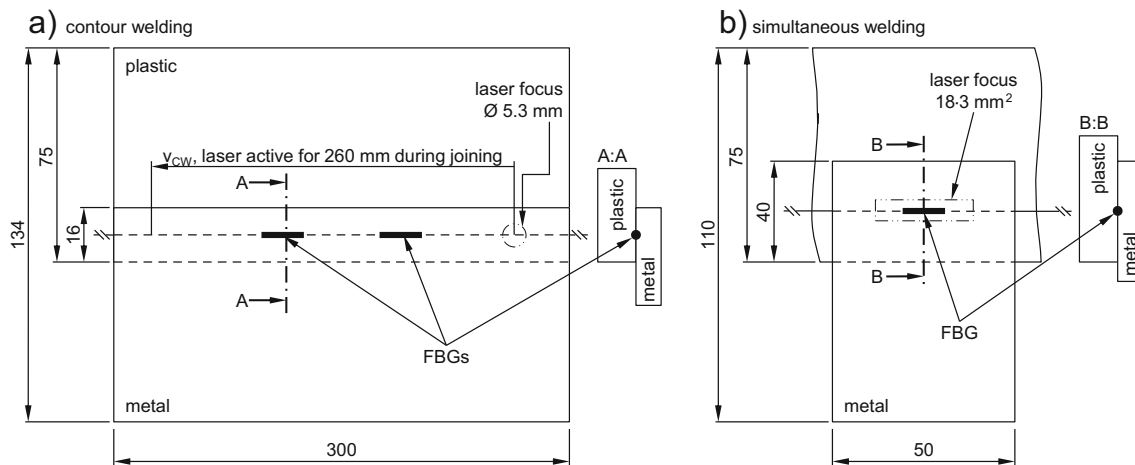 a) contour welding
plastic
laser focus
Ø 5.3 mm
v_CW, laser active for 260 mm during joining
A
A
A:A
plastic
metal
134
75
16
FBGs
metal
300
b) simultaneous welding
laser focus
18·3 mm²
B
B
B:B
plastic
metal
110
75
40
FBG
metal
50